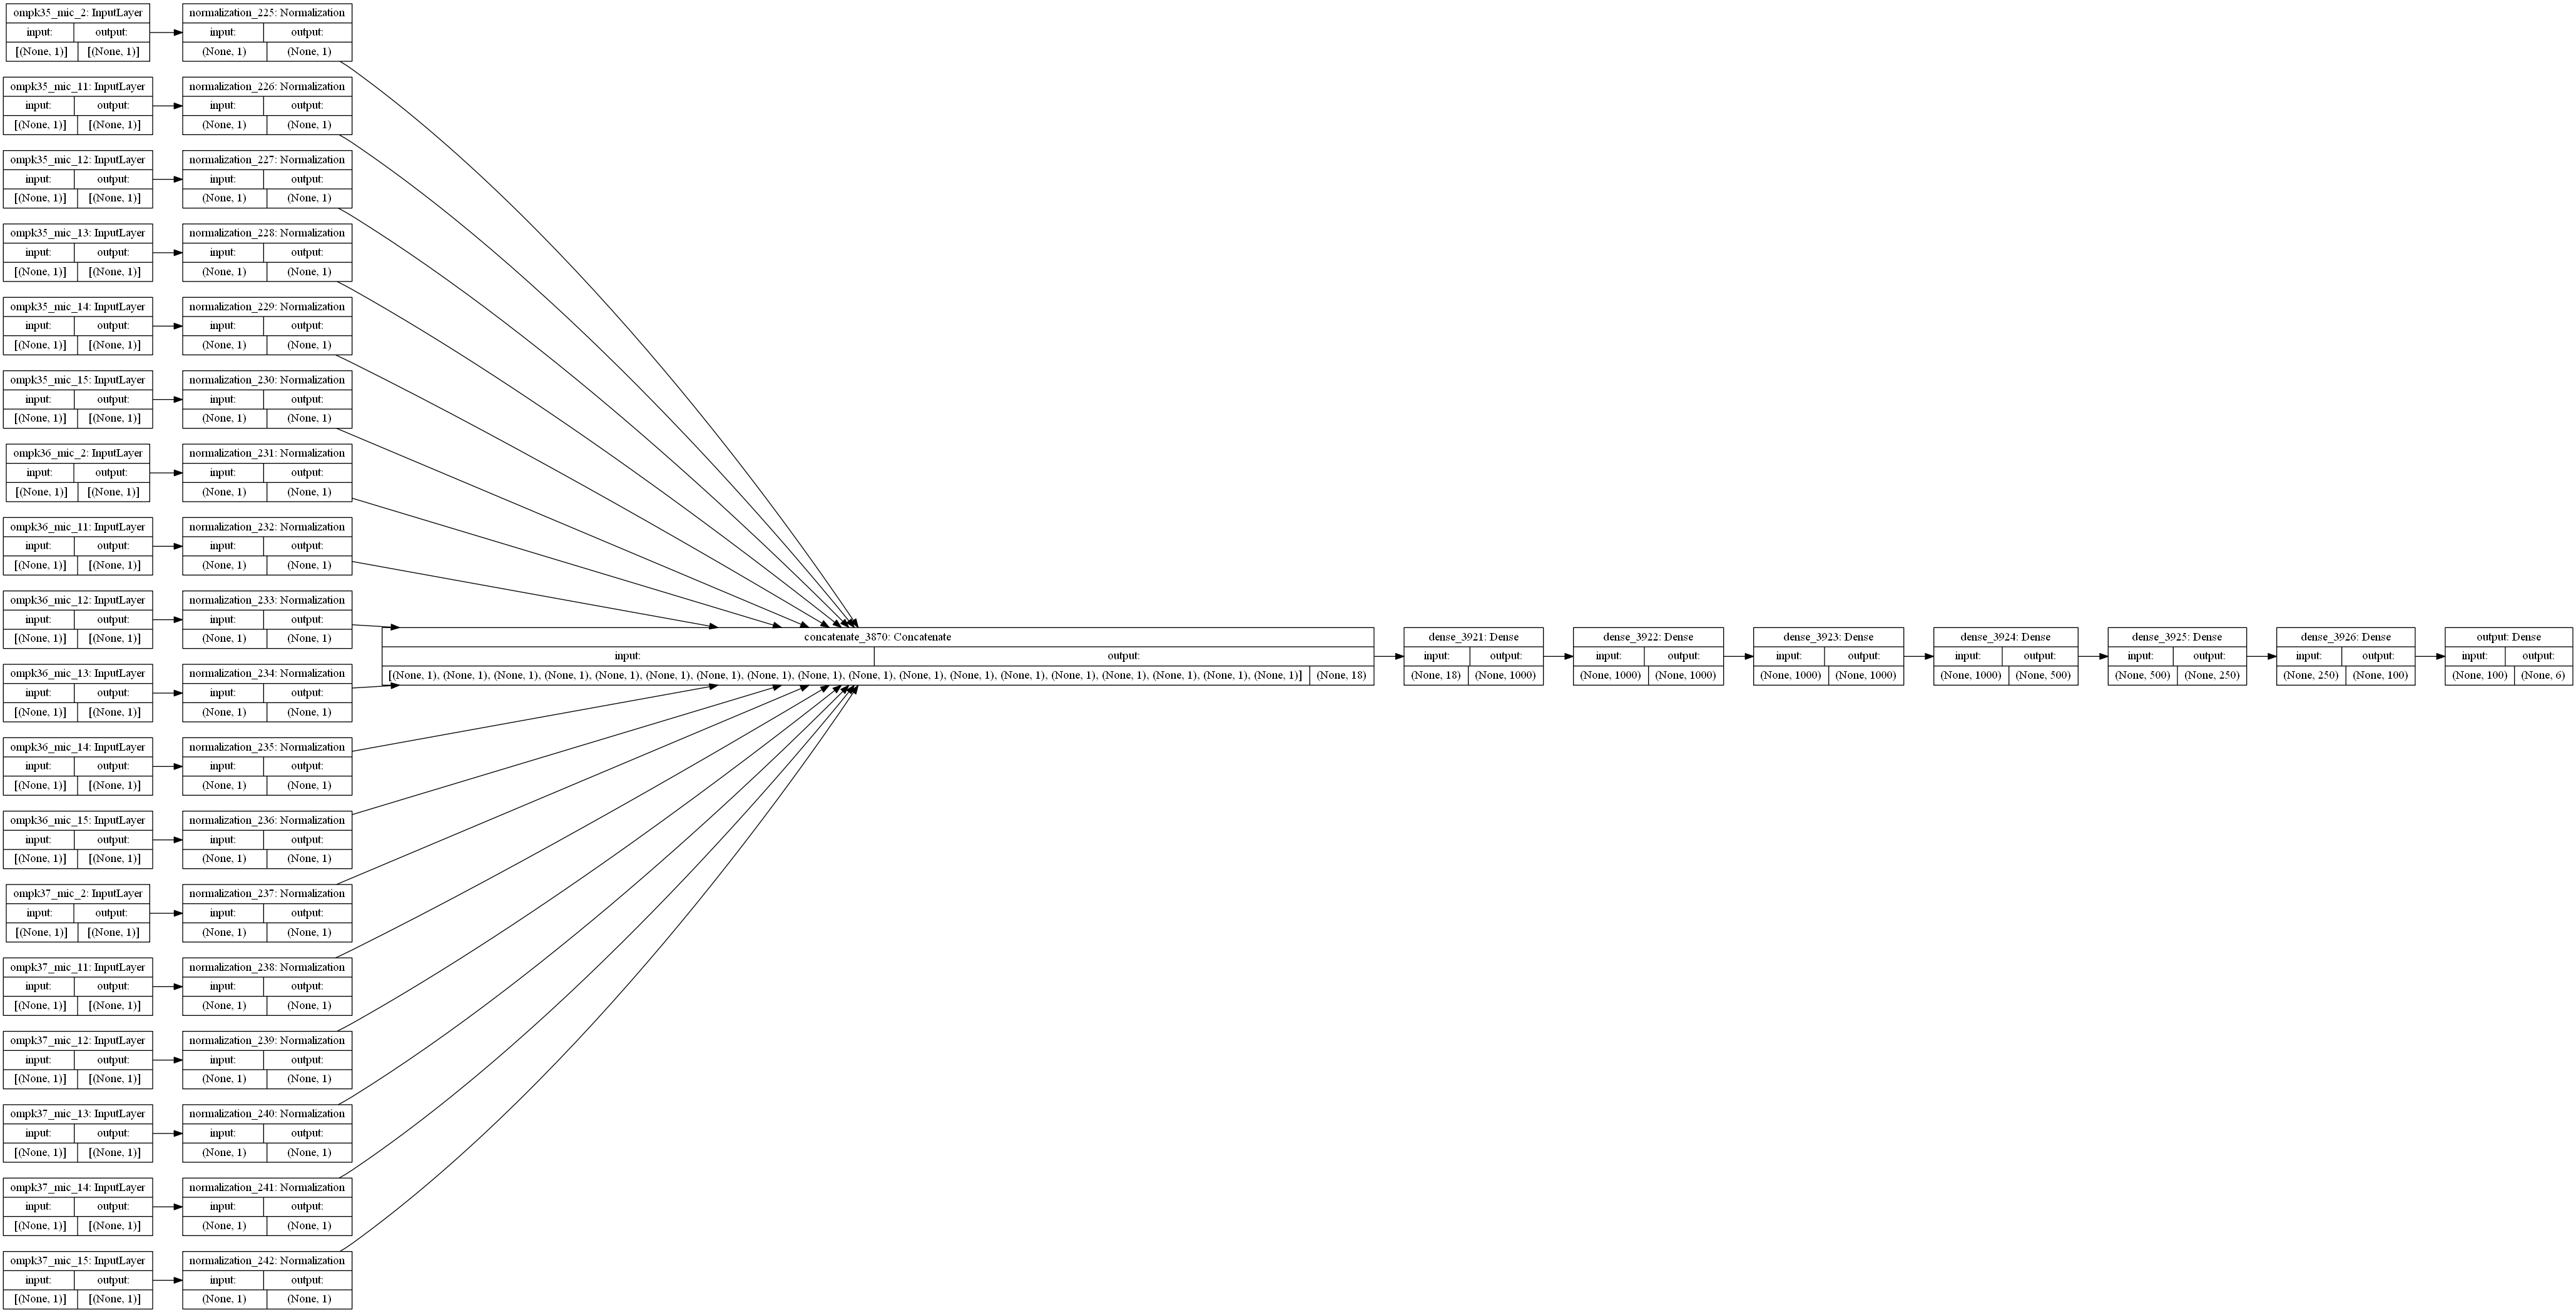 ompk35_mic_2: InputLayer
input: output:
[(None, 1)] [(None, 1)]
normalization_225: Normalization
input: output:
(None, 1) (None, 1)
ompk35_mic_11: InputLayer
input: output:
[(None, 1)] [(None, 1)]
normalization_226: Normalization
input: output:
(None, 1) (None, 1)
ompk35_mic_12: InputLayer
input: output:
[(None, 1)] [(None, 1)]
normalization_227: Normalization
input: output:
(None, 1) (None, 1)
ompk35_mic_13: InputLayer
input: output:
[(None, 1)] [(None, 1)]
normalization_228: Normalization
input: output:
(None, 1) (None, 1)
ompk35_mic_14: InputLayer
input: output:
[(None, 1)] [(None, 1)]
normalization_229: Normalization
input: output:
(None, 1) (None, 1)
ompk35_mic_15: InputLayer
input: output:
[(None, 1)] [(None, 1)]
normalization_230: Normalization
input: output:
(None, 1) (None, 1)
ompk36_mic_2: InputLayer
input: output:
[(None, 1)] [(None, 1)]
normalization_231: Normalization
input: output:
(None, 1) (None, 1)
ompk36_mic_11: InputLayer
input: output:
[(None, 1)] [(None, 1)]
normalization_232: Normalization
input: output:
(None, 1) (None, 1)
ompk36_mic_12: InputLayer
input: output:
[(None, 1)] [(None, 1)]
normalization_233: Normalization
input: output:
(None, 1) (None, 1)
ompk36_mic_13: InputLayer
input: output:
[(None, 1)] [(None, 1)]
normalization_234: Normalization
input: output:
(None, 1) (None, 1)
ompk36_mic_14: InputLayer
input: output:
[(None, 1)] [(None, 1)]
normalization_235: Normalization
input: output:
(None, 1) (None, 1)
ompk36_mic_15: InputLayer
input: output:
[(None, 1)] [(None, 1)]
normalization_236: Normalization
input: output:
(None, 1) (None, 1)
ompk37_mic_2: InputLayer
input: output:
[(None, 1)] [(None, 1)]
normalization_237: Normalization
input: output:
(None, 1) (None, 1)
ompk37_mic_11: InputLayer
input: output:
[(None, 1)] [(None, 1)]
normalization_238: Normalization
input: output:
(None, 1) (None, 1)
ompk37_mic_12: InputLayer
input: output:
[(None, 1)] [(None, 1)]
normalization_239: Normalization
input: output:
(None, 1) (None, 1)
ompk37_mic_13: InputLayer
input: output:
[(None, 1)] [(None, 1)]
normalization_240: Normalization
input: output:
(None, 1) (None, 1)
ompk37_mic_14: InputLayer
input: output:
[(None, 1)] [(None, 1)]
normalization_241: Normalization
input: output:
(None, 1) (None, 1)
ompk37_mic_15: InputLayer
input: output:
[(None, 1)] [(None, 1)]
normalization_242: Normalization
input: output:
(None, 1) (None, 1)
concatenate_3870: Concatenate
input: output:
[(None, 1), (None, 1), (None, 1), (None, 1), (None, 1), (None, 1), (None, 1), (None, 1), (None, 1), (None, 1), (None, 1), (None, 1), (None, 1), (None, 1), (None, 1), (None, 1), (None, 1), (None, 1)] (None, 18)
dense_3921: Dense
input: output:
(None, 18) (None, 1000)
dense_3922: Dense
input: output:
(None, 1000) (None, 1000)
dense_3923: Dense
input: output:
(None, 1000) (None, 1000)
dense_3924: Dense
input: output:
(None, 1000) (None, 500)
dense_3925: Dense
input: output:
(None, 500) (None, 250)
dense_3926: Dense
input: output:
(None, 250) (None, 100)
output: Dense
input: output:
(None, 100) (None, 6)